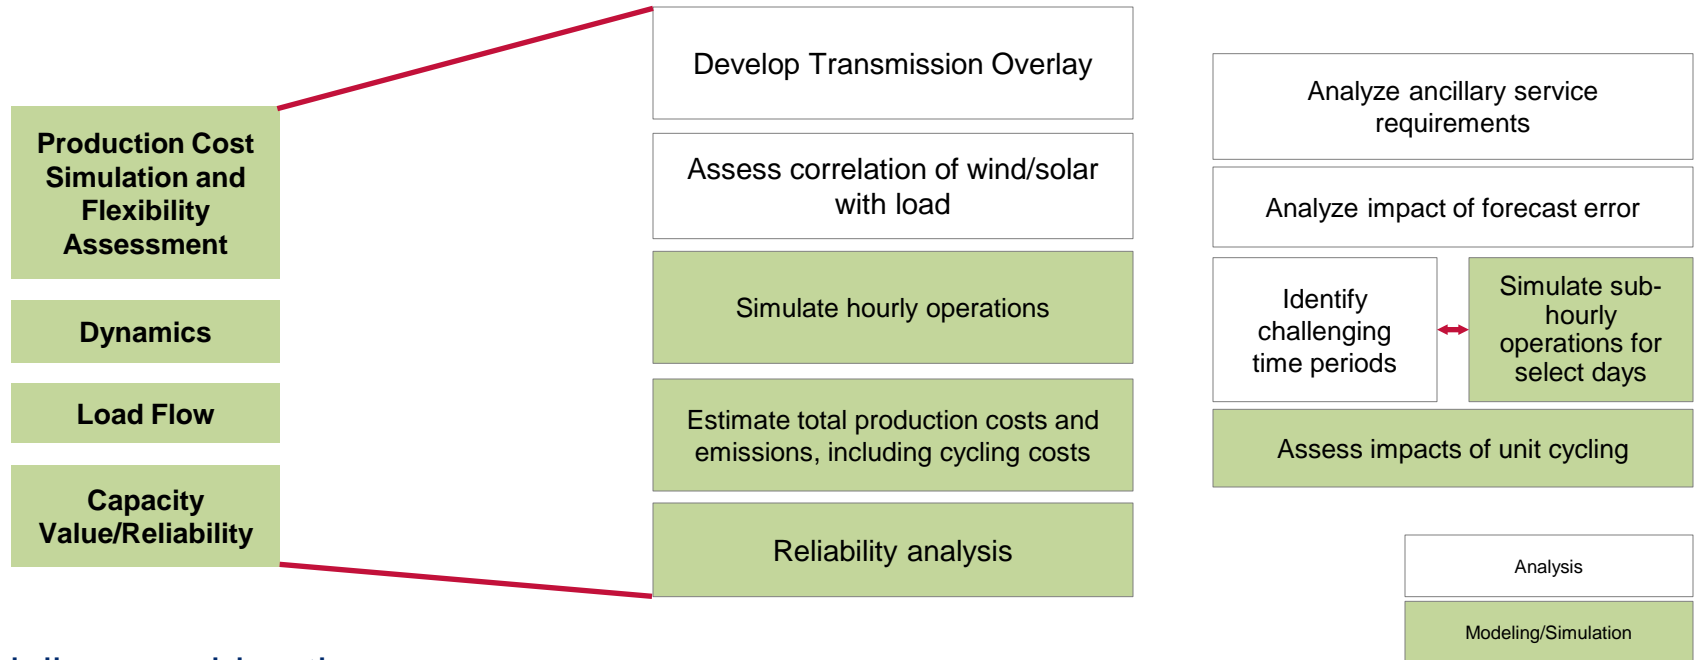 Production Cost
Simulation and
Flexibility
Assessment
Dynamics
Load Flow
Capacity
Value/Reliability
Develop Transmission Overlay
Assess correlation of wind/solar
with load
Simulate hourly operations
Estimate total production costs and
emissions, including cycling costs
Reliability analysis
Analyze ancillary service
requirements
Analyze impact of forecast error
Identify
challenging
time periods
Simulate sub-
hourly
operations for
select days
Assess impacts of unit cycling
Analysis
Modeling/Simulation